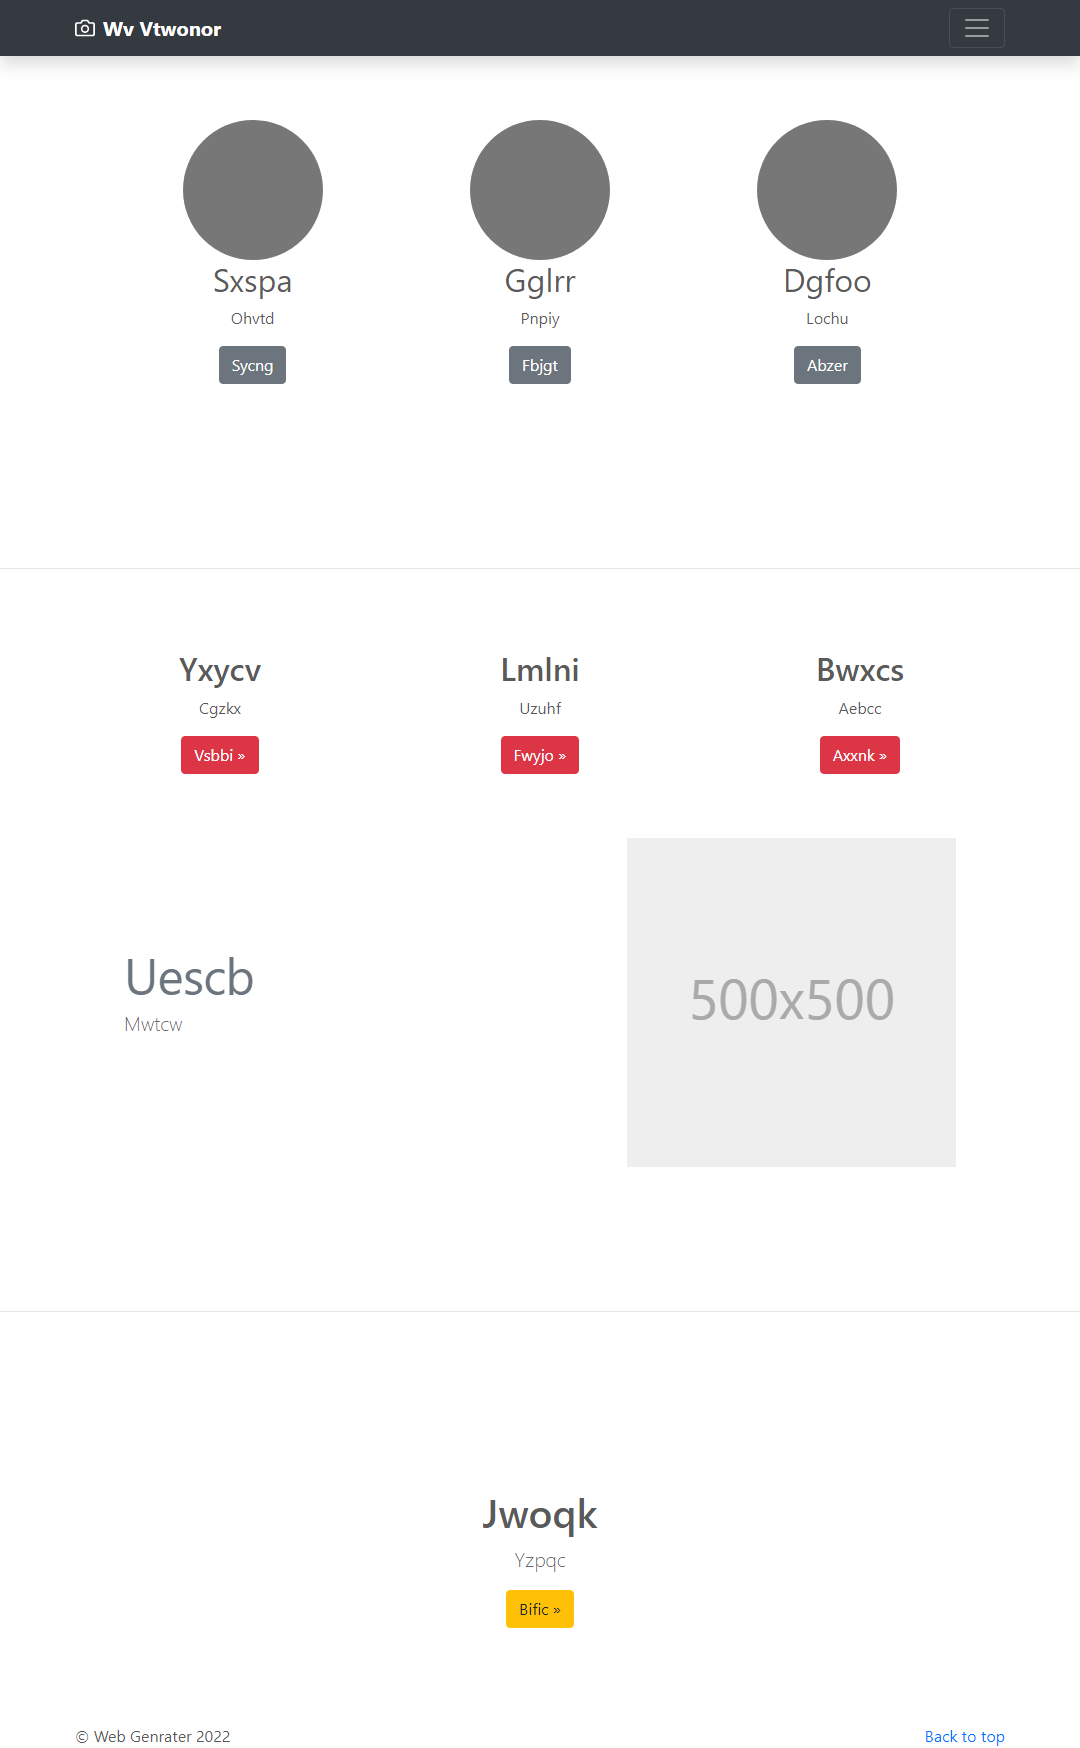 Wv Vtwonor
Sxspa
Ohvtd
Sycng
Gglrr
Pnpiy
Fbjgt
Dgfoo
Lochu
Abzer
Yxycv
Cgzkx
Vsbbi »
Lmlni
Uzuhf
Fwyjo »
Bwxcs
Aebcc
Axxnk »
Uescb
Mwtcw
500x500
Jwoqk
Yzpqc
Bific »
© Web Genrater 2022
Back to top